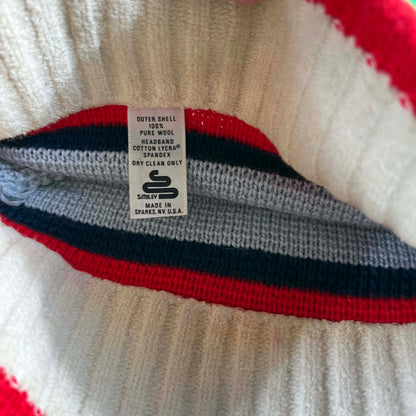 OUTER SHELL
100%
PURE WOOL
HEADBAND
COTTON LYCRA®
SPANDEX
DRY CLEAN ONLY
SMILEY
MADE IN
SPARKS, NV. U.S.A.